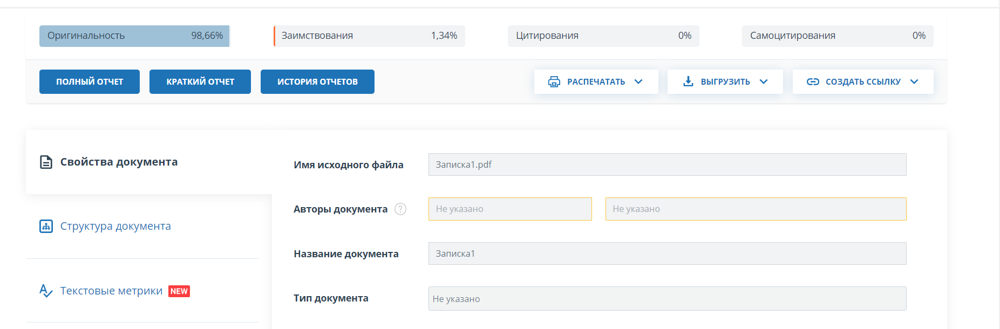 Оригинальность 98,66% Заимствования 1,34% Цитирования 0% Самоцитирования 0%
ПОЛНЫЙ ОТЧЕТ КРАТКИЙ ОТЧЕТ ИСТОРИЯ ОТЧЕТОВ РАСПЕЧАТАТЬ ВЫГРУЗИТЬ СОЗДАТЬ ССЫЛКУ
Свойства документа
Структура документа
Текстовые метрики NEW
Имя исходного файла Записка1.pdf
Авторы документа ? Не указано Не указано
Название документа Записка1
Тип документа Не указано